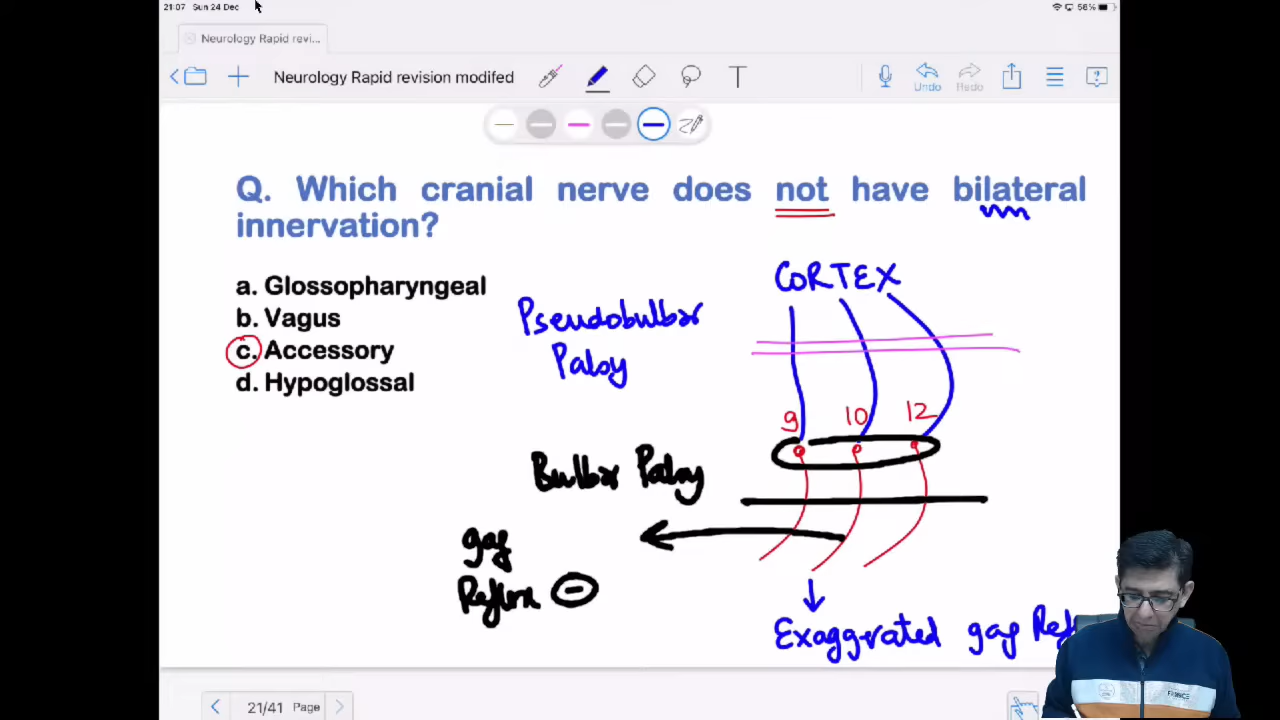 21:07 Sun 24 Dec
58%
Neurology Rapid revi...
Neurology Rapid revision modifed
T
Undo
Redo
Q. Which cranial nerve does not have bilateral
innervation?
a. Glossopharyngeal
b. Vagus
c. Accessory
d. Hypoglossal
CORTEX
Pseudobulbar
Palsy
9 10 12
Bulbar Palsy
gag
Reflex
Exaggerated gag Ref
21/41 Page